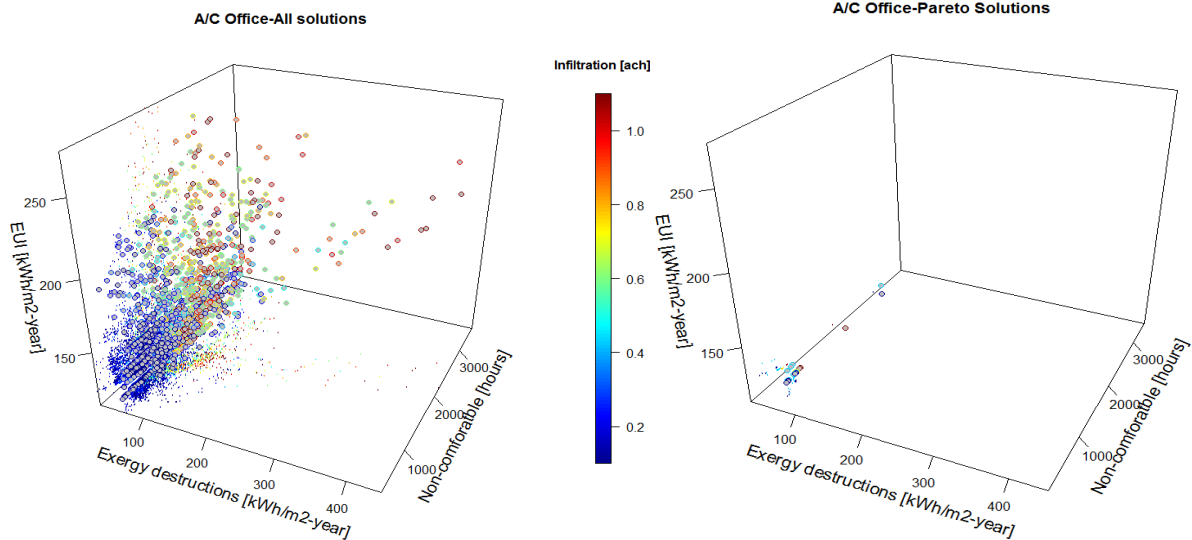 A/C Office-All solutions
EUI [kWh/m2-year]
250
200
150
100
200
300
400
Exergy destructions [kWh/m2-year]
1000
2000
3000
Non-comforatble [hours]
Infiltration [ach]
1.0
0.8
0.6
0.4
0.2
A/C Office-Pareto Solutions
EUI [kWh/m2-year]
250
200
150
100
200
300
400
Exergy destructions [kWh/m2-year]
1000
2000
3000
Non-comforatble [hours]